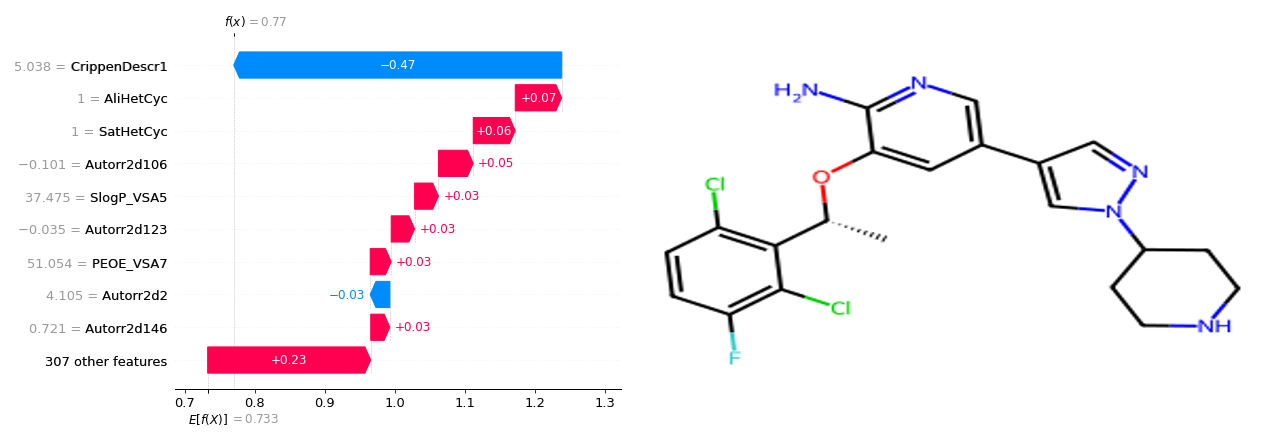 f(x) = 0.77
5.038 = CrippenDescr1
−0.47
1 = AliHetCyc
+0.07
1 = SatHetCyc
+0.06
−0.101 = Autorr2d106
+0.05
37.475 = SlogP_VSA5
+0.03
−0.035 = Autorr2d123
+0.03
51.054 = PEOE_VSA7
+0.03
4.105 = Autorr2d2
−0.03
0.721 = Autorr2d146
+0.03
307 other features
+0.23
0.7 0.8 0.9 1.0 1.1 1.2 1.3
E[f(X)] = 0.733
H₂N
N
O
N
N
Cl
Cl
F
NH